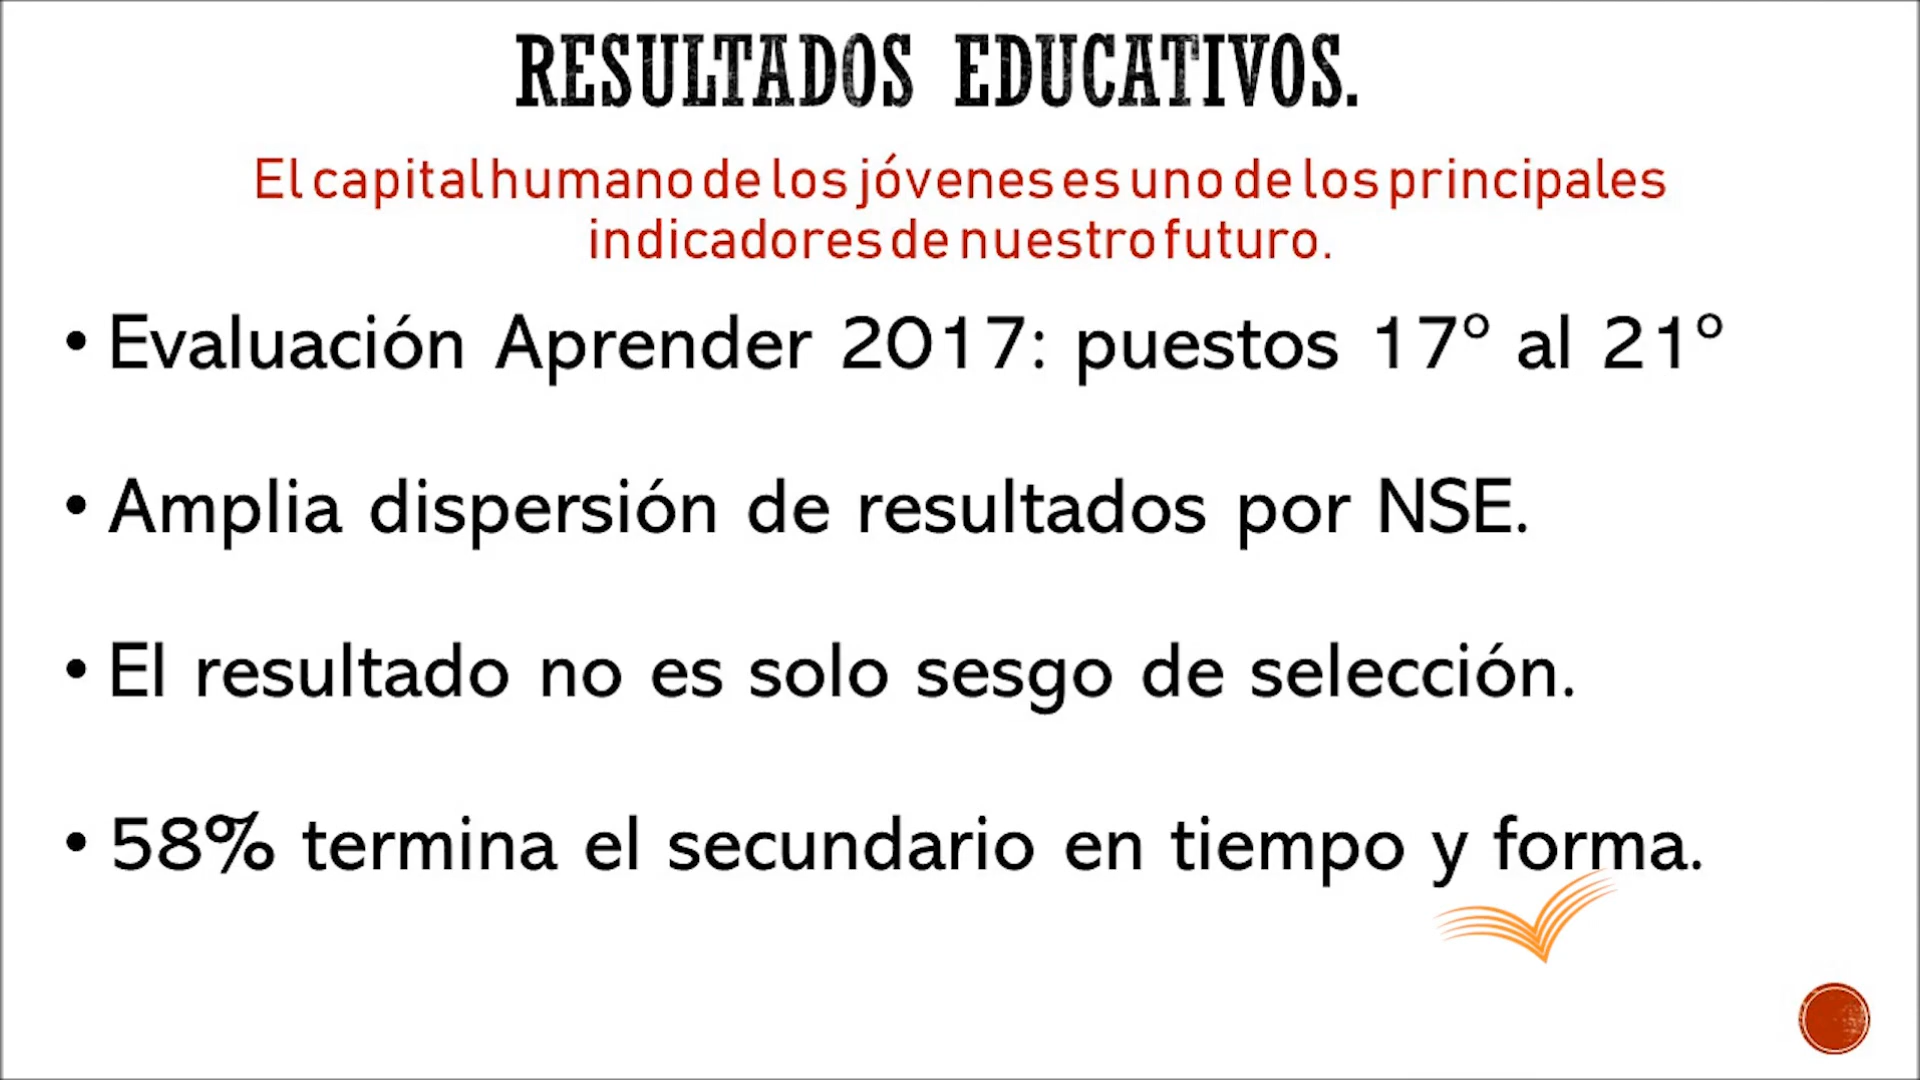 RESULTADOS EDUCATIVOS.
El capital humano de los jóvenes es uno de los principales
indicadores de nuestro futuro.
• Evaluación Aprender 2017: puestos 17° al 21°
• Amplia dispersión de resultados por NSE.
• El resultado no es solo sesgo de selección.
• 58% termina el secundario en tiempo y forma.